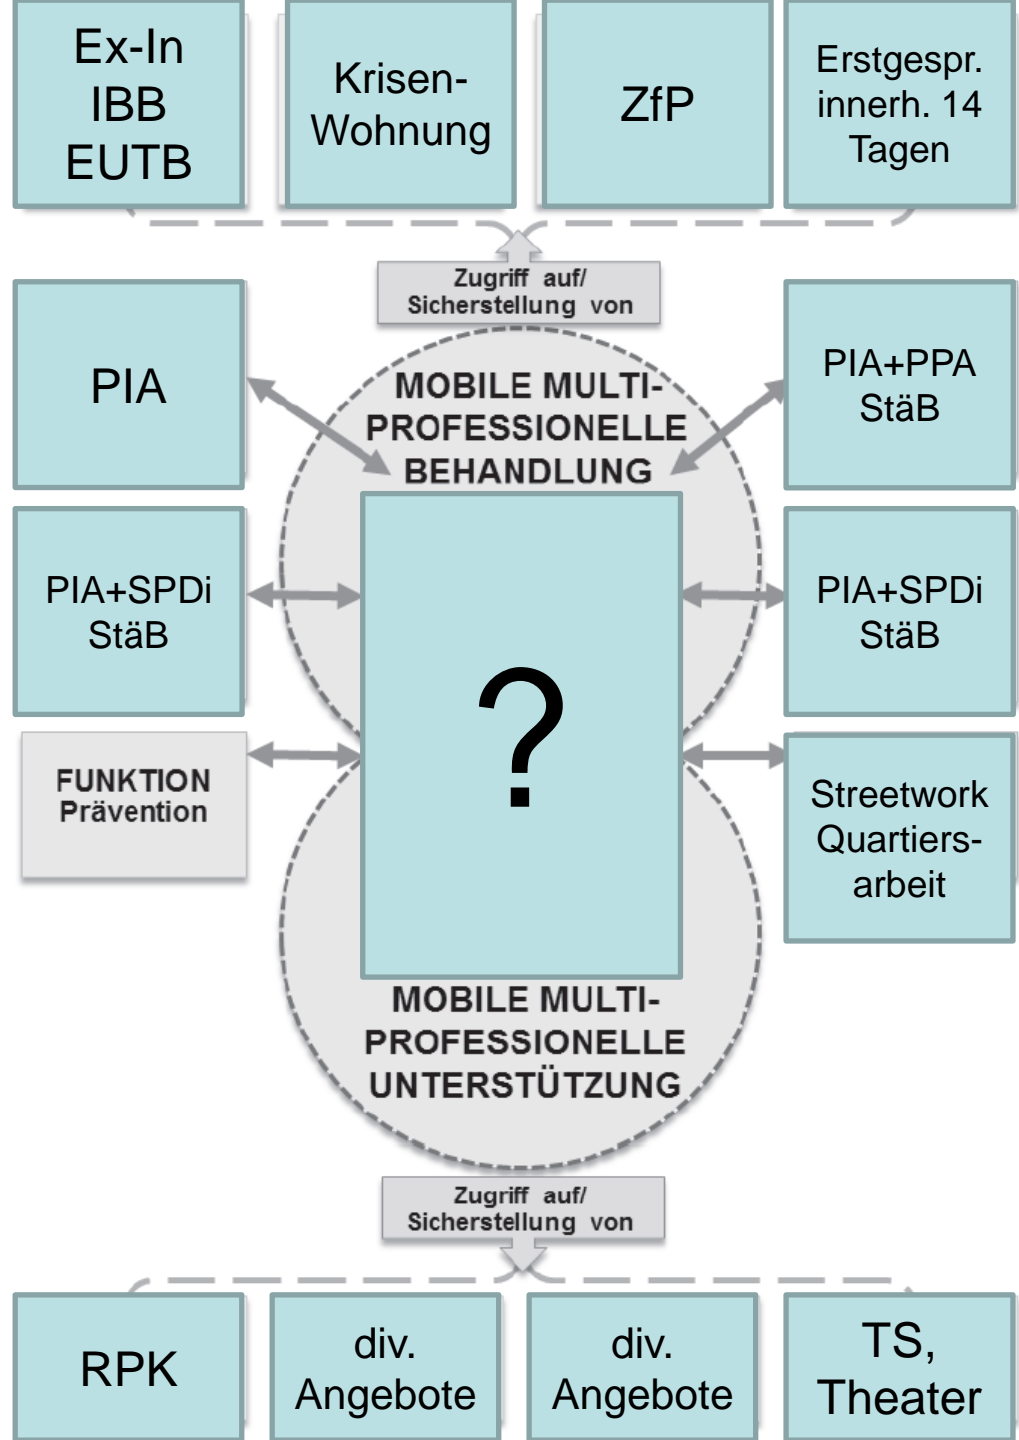 Ex-In
IBB
EUTB
Krisen-
Wohnung
ZfP
Erstgespr.
innerh. 14
Tagen
Zugriff auf/
Sicherstellung von
PIA
MOBILE MULTI-
PROFESSIONELLE
BEHANDLUNG
PIA+PPA
StäB
PIA+SPDi
StäB
?
PIA+SPDi
StäB
FUNKTION
Prävention
Streetwork
Quartiers-
arbeit
MOBILE MULTI-
PROFESSIONELLE
UNTERSTÜTZUNG
Zugriff auf/
Sicherstellung von
RPK
div.
Angebote
div.
Angebote
TS,
Theater